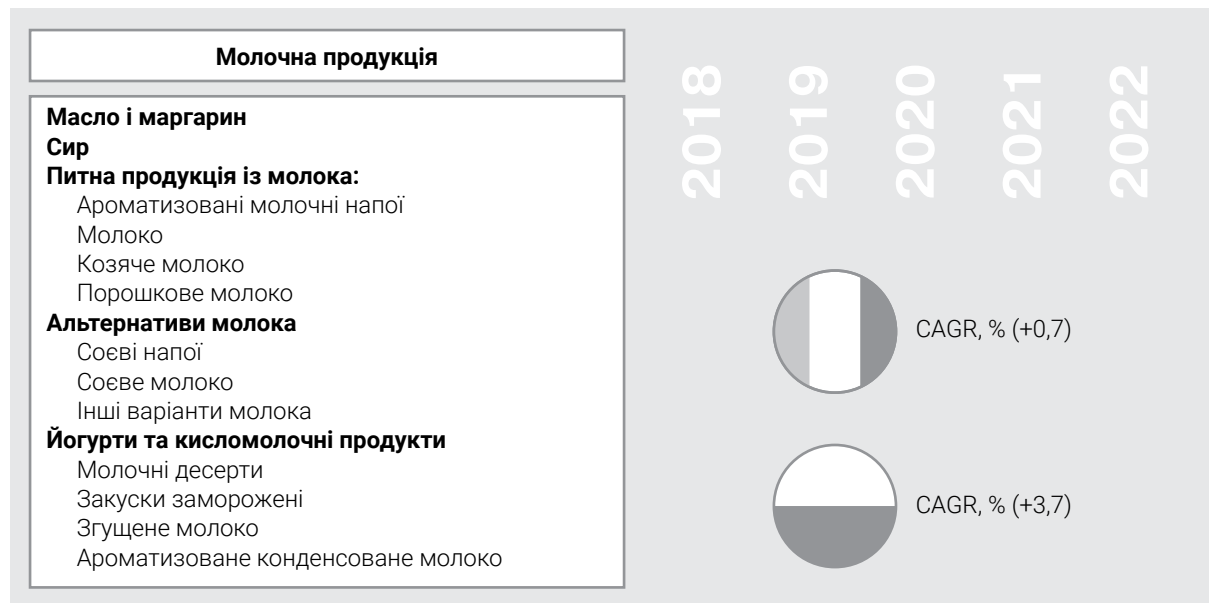 Молочна продукція
Масло і маргарин
Сир
Питна продукція із молока:
Ароматизовані молочні напої
Молоко
Козяче молоко
Порошкове молоко
Альтернативи молока
Соєві напої
Соєве молоко
Інші варіанти молока
Йогурти та кисломолочні продукти
Молочні десерти
Закуски заморожені
Згущене молоко
Ароматизоване конденсоване молоко
2018
2019
2020
2021
2022
CAGR, % (+0,7)
CAGR, % (+3,7)